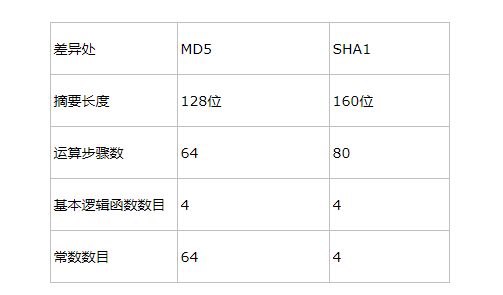 差异处 MD5 SHA1
摘要长度 128位 160位
运算步骤数 64 80
基本逻辑函数数目 4 4
常数数目 64 4